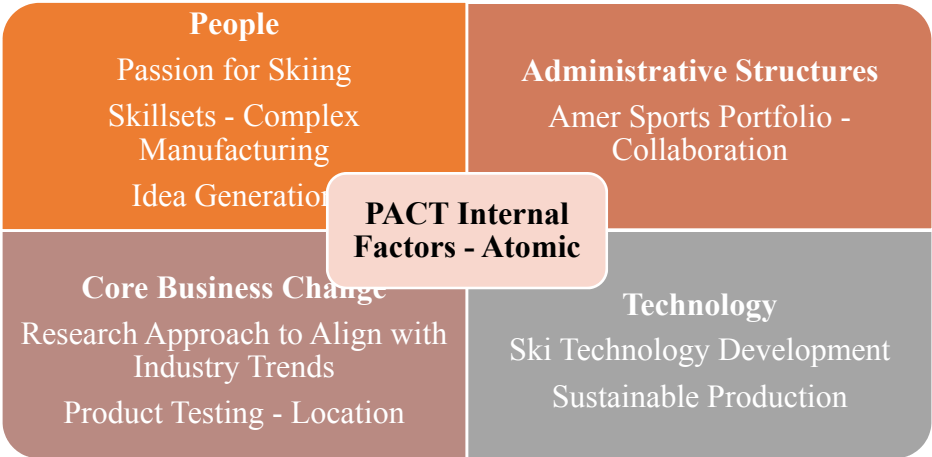 People
Passion for Skiing
Skillsets - Complex
Manufacturing
Idea Generation
Administrative Structures
Amer Sports Portfolio -
Collaboration
PACT Internal
Factors - Atomic
Core Business Change
Research Approach to Align with
Industry Trends
Product Testing - Location
Technology
Ski Technology Development
Sustainable Production